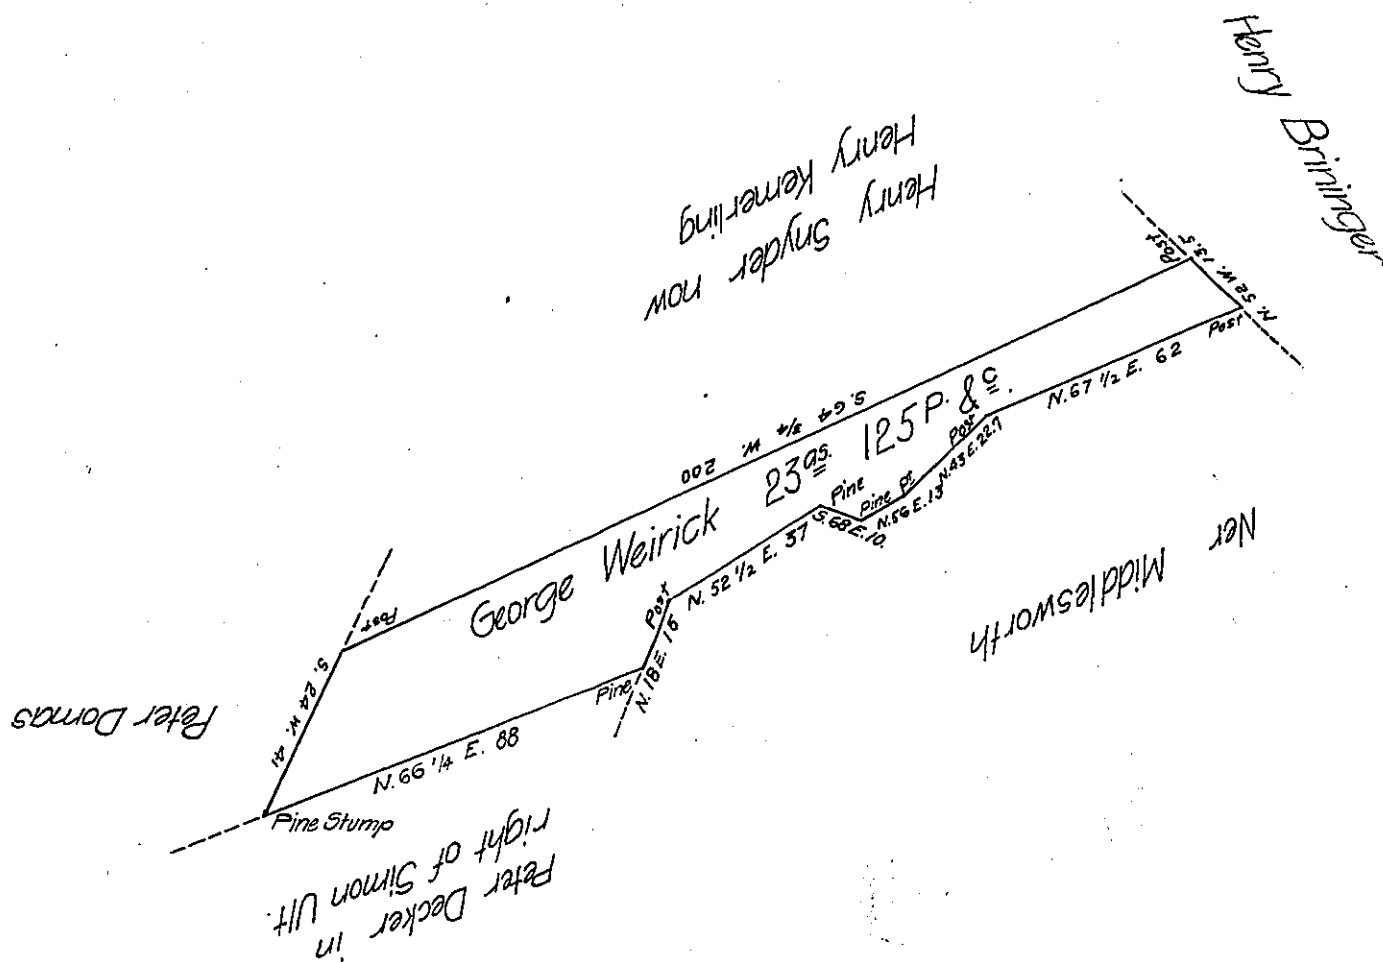 Henry Brininger
Henry Snyder now
Henry Kemerling
Post
N. 52 W. 13.5
Post
S. 64 3/4 W. 200
George Weirick 23as. 125 P. &c.
N. 67 1/2 E. 62
Post
N. 43 E. 22.7
Pt.
N. 56 E. 13
Pine
S. 68 E. 10.
Pine
N. 52 1/2 E. 37
Post
N. 18 E. 16
Pine
N. 66 1/4 E. 88
Pine Stump
S. 24 W. 41
Post
Ner Middlesworth
Peter Domas
Peter Decker in
right of Simon Ult.